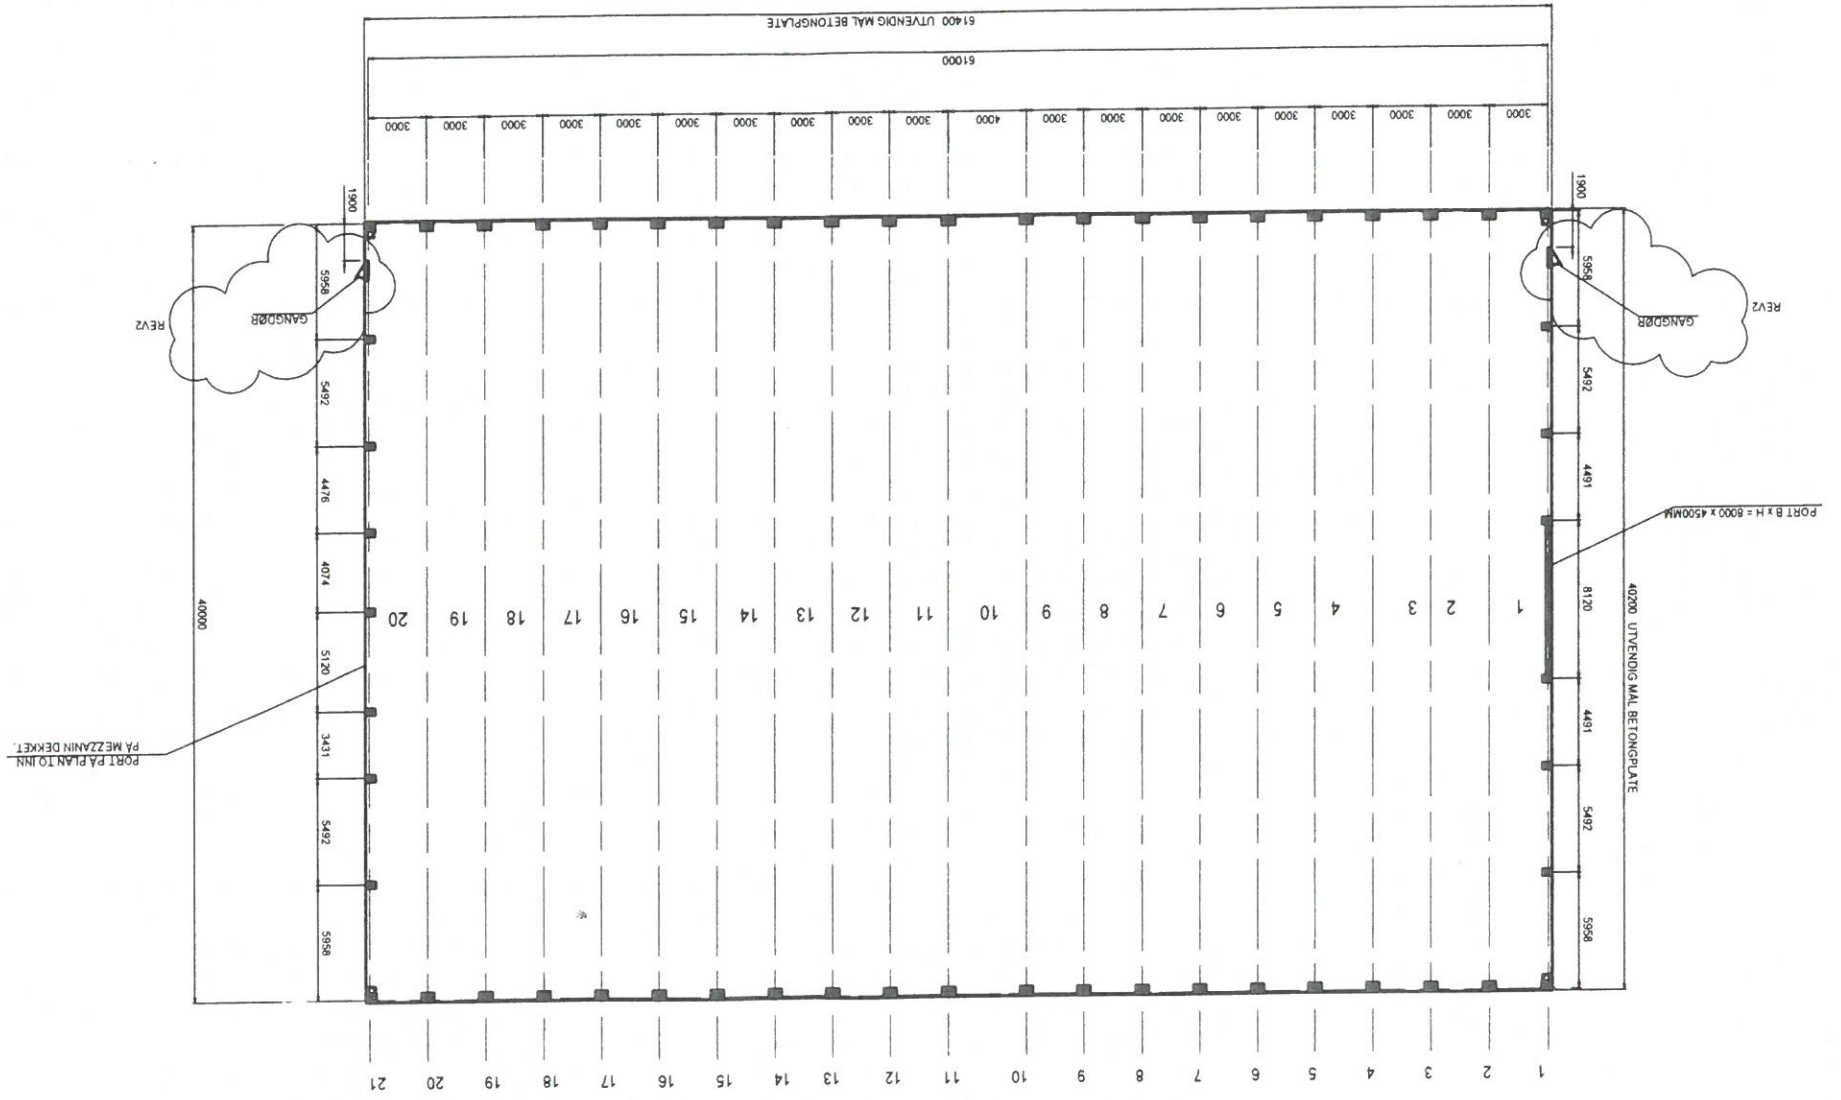 1 2 3 4 5 6 7 8 9 10 11 12 13 14 15 16 17 18 19 20 21
5958
5492
4491
8120
4491
5492
5958
1900
40200 UTVENDIG MÅL BETONGPLATE
PORT B x H = 8000 x 4500MM
1 2 3 4 5 6 7 8 9 10 11 12 13 14 15 16 17 18 19 20
5958
5492
3431
5120
4074
4476
5492
5958
1900
40000
PORT PÅ PLAN TO INN
PÅ MEZZANIN DEKKET.
REV2
GANGDØR
GANGDØR
REV2
3000 3000 3000 3000 3000 3000 3000 3000 3000 4000 3000 3000 3000 3000 3000 3000 3000 3000 3000 3000
61000
61400 UTVENDIG MÅL BETONGPLATE